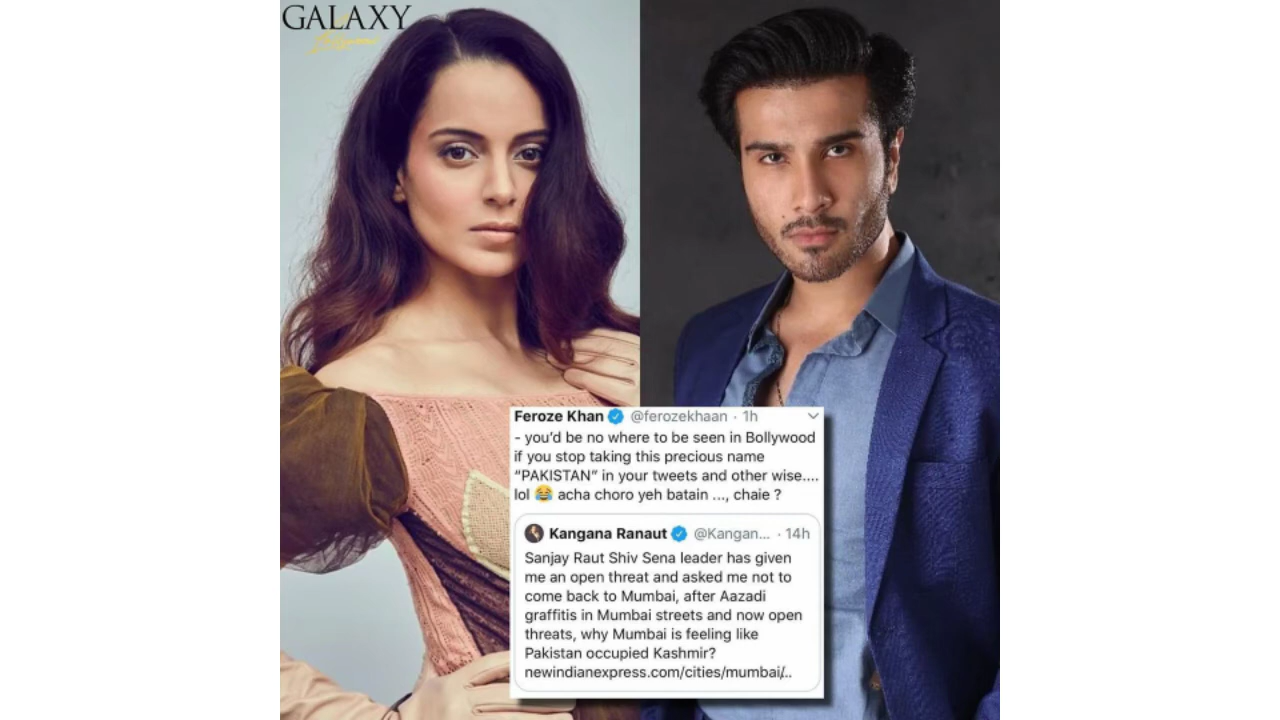 GALAXY
Lollywood
Feroze Khan @ferozekhaan · 1h
- you'd be no where to be seen in Bollywood
if you stop taking this precious name
“PAKISTAN” in your tweets and other wise....
lol 😂 acha choro yeh batain ..., chaie ?
Kangana Ranaut @Kangan... · 14h
Sanjay Raut Shiv Sena leader has given
me an open threat and asked me not to
come back to Mumbai, after Aazadi
graffitis in Mumbai streets and now open
threats, why Mumbai is feeling like
Pakistan occupied Kashmir?
newindianexpress.com/cities/mumbai/..